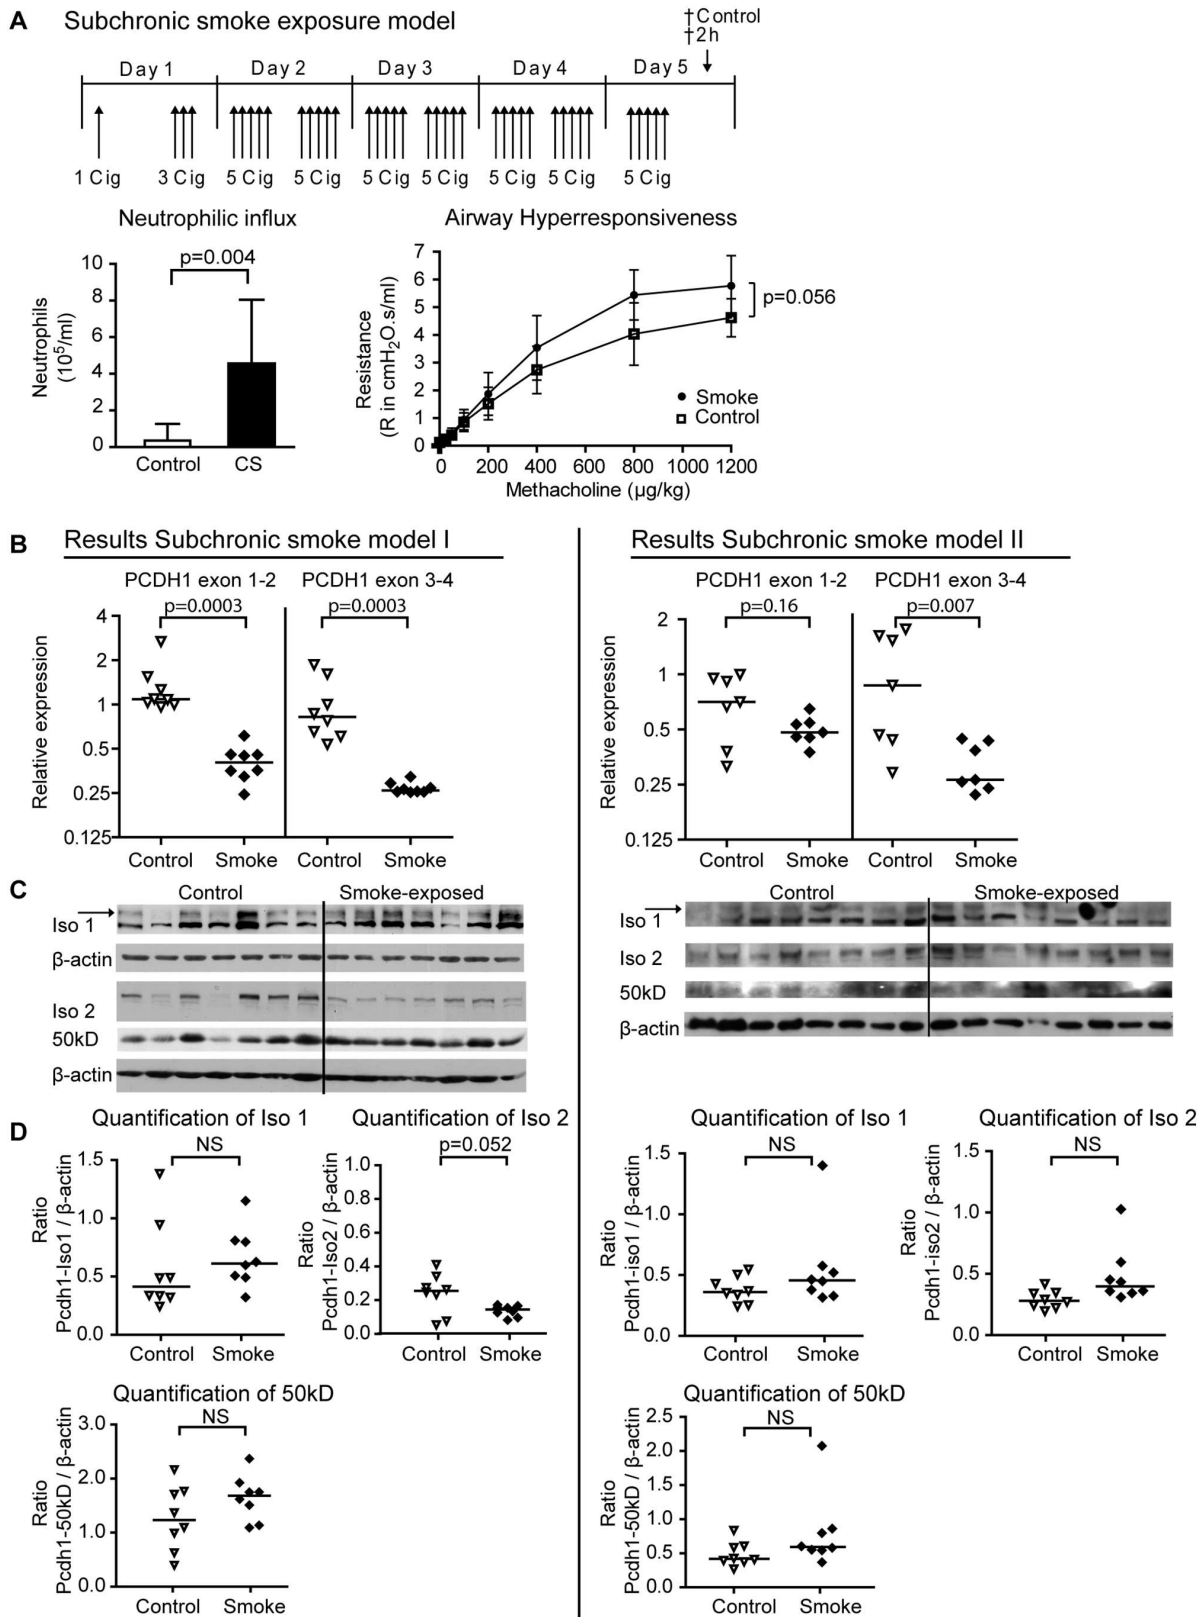 A Subchronic smoke exposure model
†Control
†2h
Day 1 Day 2 Day 3 Day 4 Day 5
1 Cig 3 Cig 5 Cig 5 Cig 5 Cig 5 Cig 5 Cig 5 Cig 5 Cig
Neutrophilic influx
p=0.004
Neutrophils
(10⁵/ml)
10
8
6
4
2
0
Control CS
Airway Hyperresponsiveness
Resistance
(R in cmH₂O.s/ml)
7
6
5
4
3
2
1
0
p=0.056
Smoke
Control
0 200 400 600 800 1000 1200
Methacholine (µg/kg)
B Results Subchronic smoke model I
PCDH1 exon 1-2 PCDH1 exon 3-4
p=0.0003 p=0.0003
Relative expression
4
2
1
0.5
0.25
0.125
Control Smoke Control Smoke
Results Subchronic smoke model II
PCDH1 exon 1-2 PCDH1 exon 3-4
p=0.16 p=0.007
Relative expression
2
1
0.5
0.25
0.125
Control Smoke Control Smoke
C
Control Smoke-exposed
Iso 1
β-actin
Iso 2
50kD
β-actin
Control Smoke-exposed
Iso 1
Iso 2
50kD
β-actin
D
Quantification of Iso 1
NS
Ratio
Pcdh1-Iso1 / β-actin
1.5
1.0
0.5
0.0
Control Smoke
Quantification of Iso 2
p=0.052
Ratio
Pcdh1-Iso2 / β-actin
1.0
0.8
0.6
0.4
0.2
0.0
Control Smoke
Quantification of 50kD
NS
Ratio
Pcdh1-50kD / β-actin
3.0
2.0
1.0
0.0
Control Smoke
Quantification of Iso 1
NS
Ratio
Pcdh1-iso1 / β-actin
1.5
1.0
0.5
0.0
Control Smoke
Quantification of Iso 2
NS
Ratio
Pcdh1-iso2 / β-actin
1.5
1.0
0.5
0.0
Control Smoke
Quantification of 50kD
NS
Ratio
Pcdh1-50kD / β-actin
2.5
2.0
1.5
1.0
0.5
0.0
Control Smoke